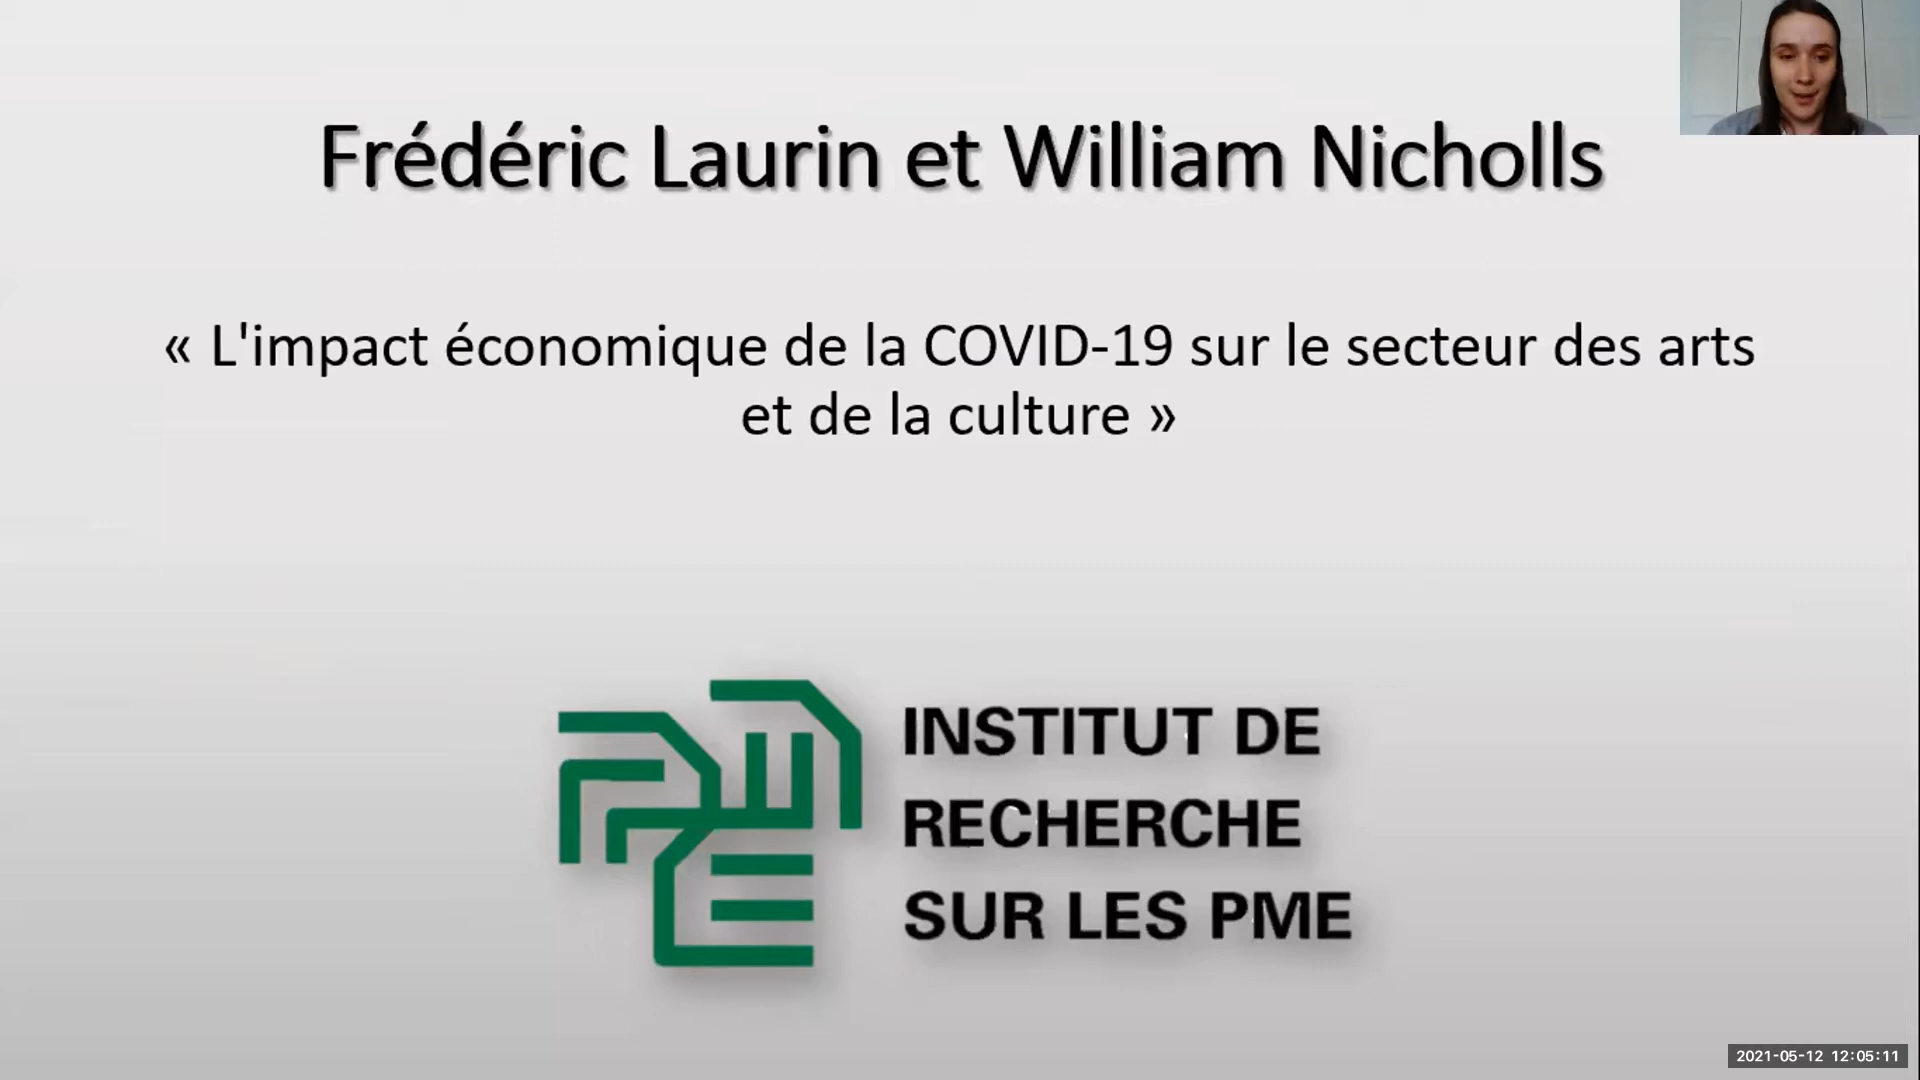 Frédéric Laurin et William Nicholls
« L'impact économique de la COVID-19 sur le secteur des arts
et de la culture »
INSTITUT DE
RECHERCHE
SUR LES PME
2021-05-12 12:05:11